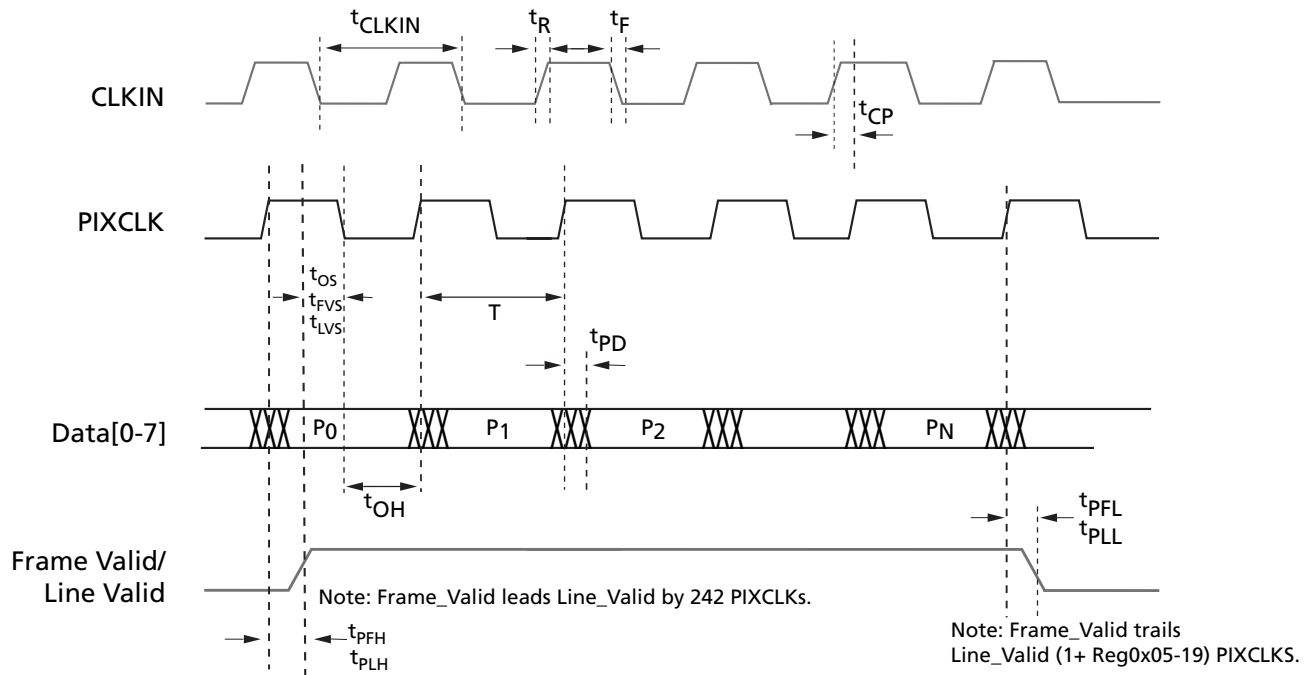 tCLKIN
tR
tF
CLKIN
tCP
PIXCLK
tOS
tFVS
tLVS
T
tPD
Data[0-7]
P0
P1
P2
PN
tOH
tPFL
tPLL
Frame Valid/
Line Valid
Note: Frame_Valid leads Line_Valid by 242 PIXCLKs.
tPFH
tPLH
Note: Frame_Valid trails
Line_Valid (1+ Reg0x05-19) PIXCLKS.